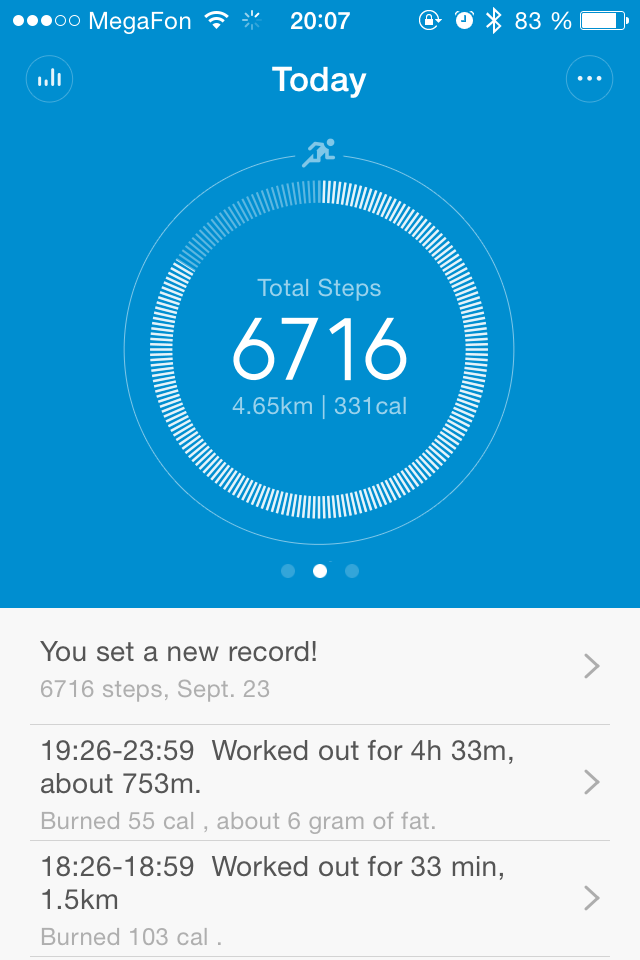 MegaFon 20:07 83 %
Today
Total Steps
6716
4.65km | 331cal
You set a new record!
6716 steps, Sept. 23
19:26-23:59  Worked out for 4h 33m,
about 753m.
Burned 55 cal , about 6 gram of fat.
18:26-18:59  Worked out for 33 min,
1.5km
Burned 103 cal .